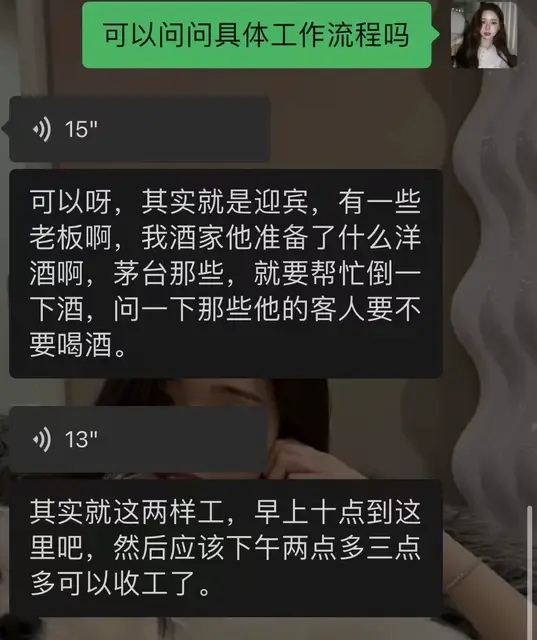 可以问问具体工作流程吗
15"
可以呀，其实就是迎宾，有一些
老板啊，我酒家他准备了什么洋
酒啊，茅台那些，就要帮忙倒一
下酒，问一下那些他的客人要不
要喝酒。
13"
其实就这两样工，早上十点到这
里吧，然后应该下午两点多三点
多可以收工了。